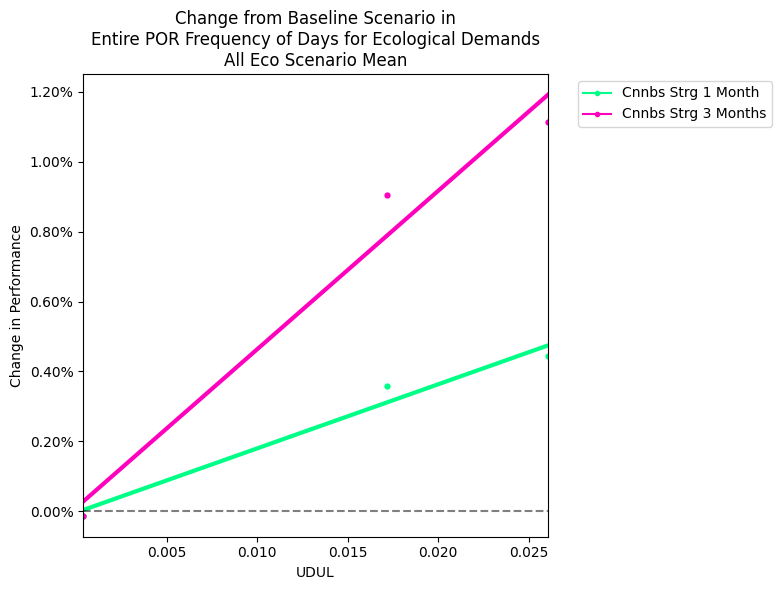 Change from Baseline Scenario in
Entire POR Frequency of Days for Ecological Demands
All Eco Scenario Mean
Cnnbs Strg 1 Month
Cnnbs Strg 3 Months
Change in Performance
1.20%
1.00%
0.80%
0.60%
0.40%
0.20%
0.00%
0.005
0.010
0.015
0.020
0.025
UDUL